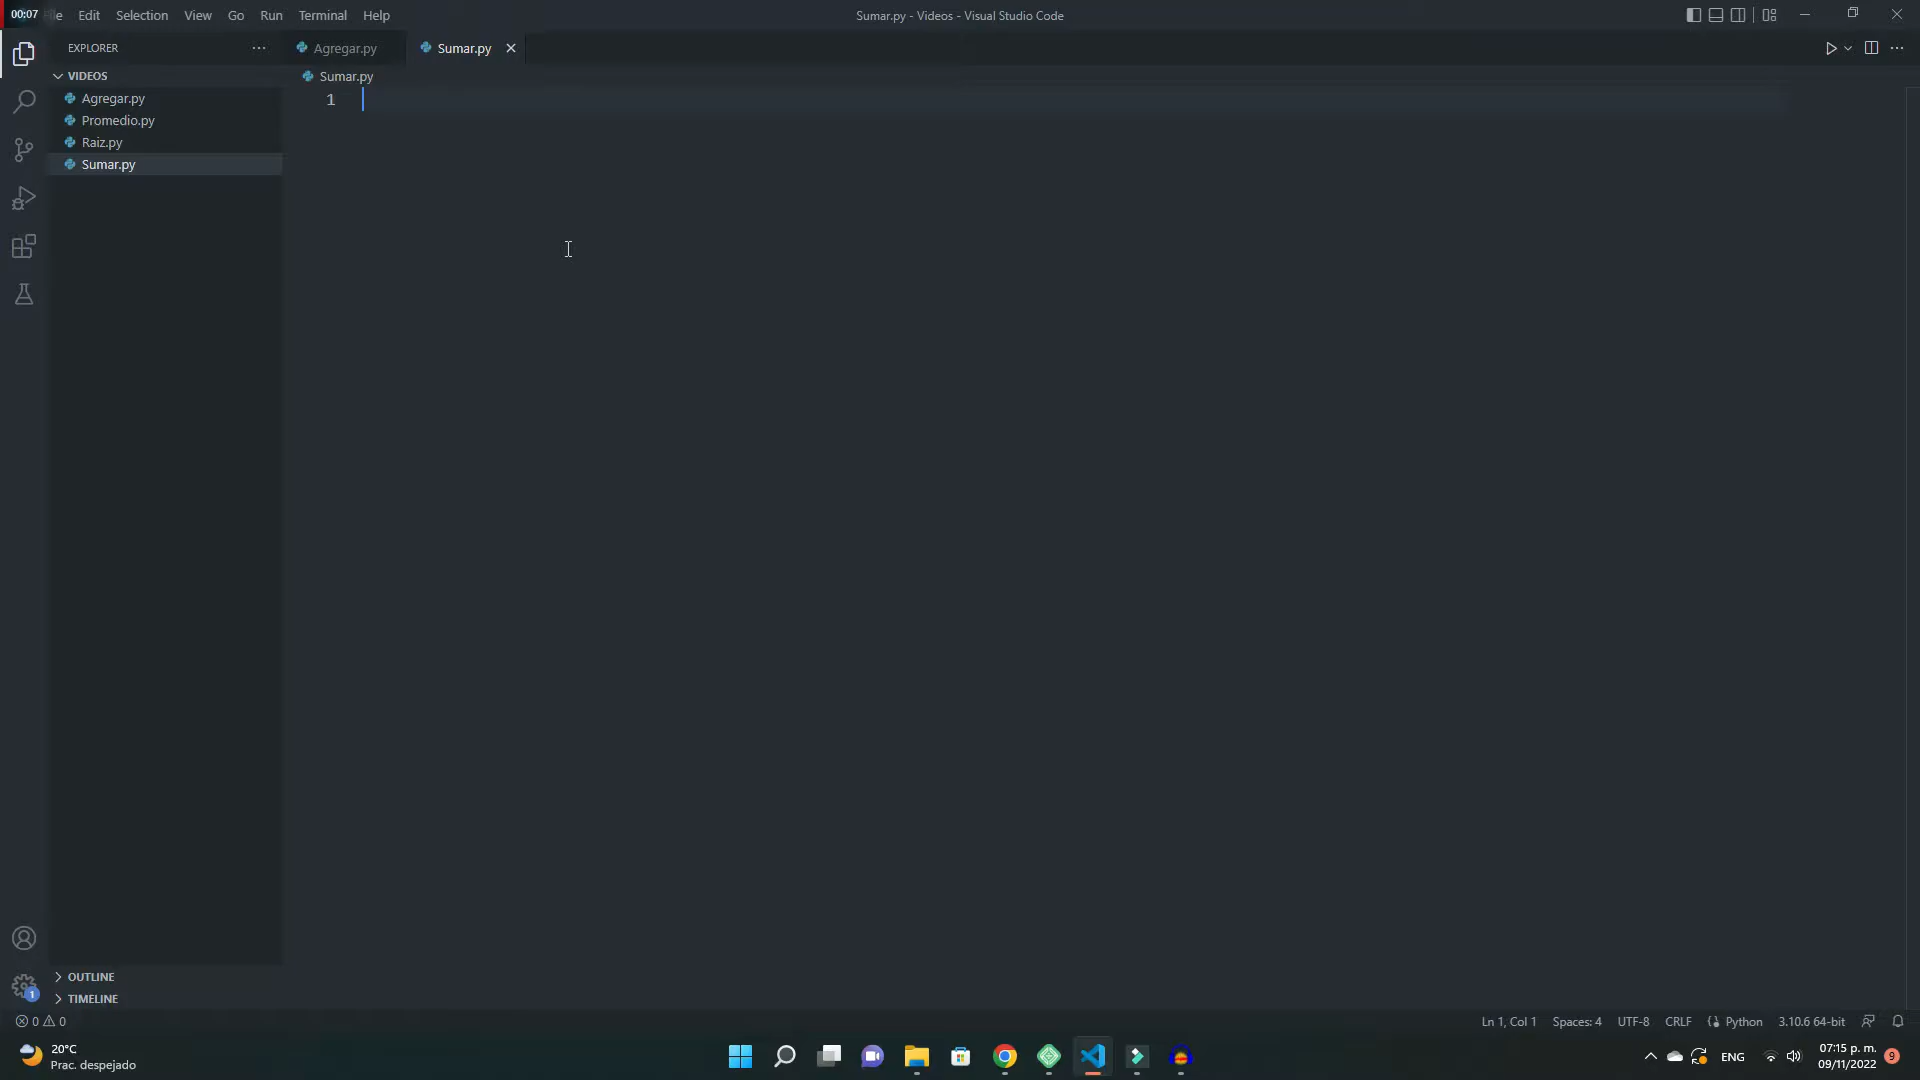 00:07 le Edit Selection View Go Run Terminal Help
Sumar.py - Videos - Visual Studio Code
EXPLORER
Agregar.py
Sumar.py
VIDEOS
Sumar.py
Agregar.py
1
Promedio.py
Raiz.py
Sumar.py
OUTLINE
1
TIMELINE
0 0
Ln 1, Col 1 Spaces: 4 UTF-8 CRLF Python 3.10.6 64-bit
20°C
Prac. despejado
ENG
07:15 p. m.
09/11/2022
9